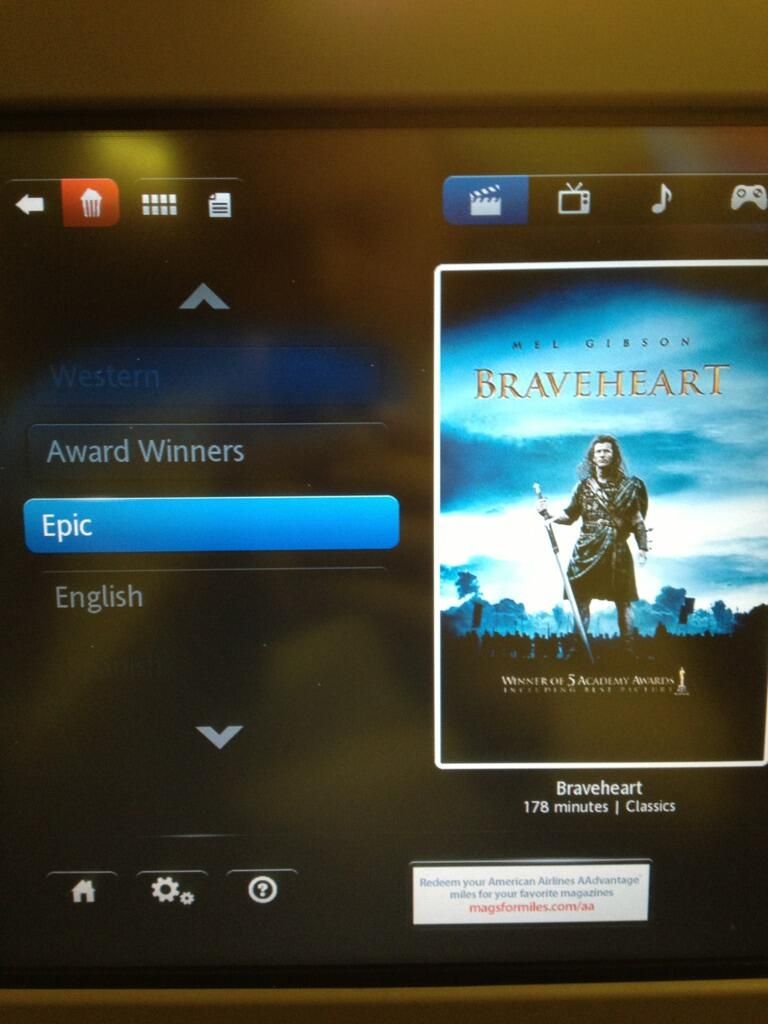 Western
Award Winners
Epic
English
MEL GIBSON
BRAVEHEART
WINNER OF 5 ACADEMY AWARDS
INCLUDING BEST PICTURE
Braveheart
178 minutes | Classics
Redeem your American Airlines AAdvantage
miles for your favorite magazines
magsformiles.com/aa